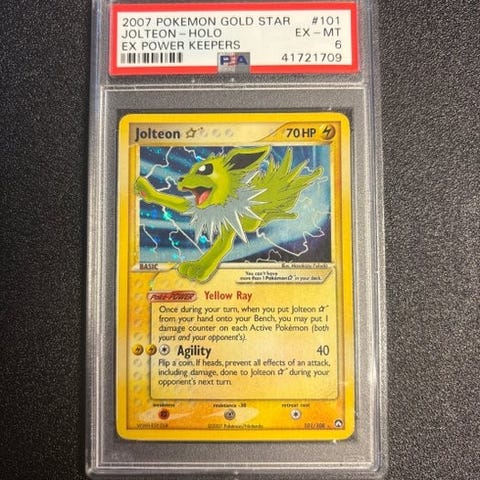 2007 POKEMON GOLD STAR #101
JOLTEON - HOLO EX - MT
EX POWER KEEPERS 6
PSA 41721709
Jolteon ☆ 70 HP
BASIC
You can't have
more than 1 Pokémon ☆ in your deck.
POKé-POWER Yellow Ray
Once during your turn, when you put Jolteon ☆
from your hand onto your Bench, you may put 1
damage counter on each Active Pokémon (both
yours and your opponent's).
Agility 40
Flip a coin. If heads, prevent all effects of an attack,
including damage, done to Jolteon ☆ during your
opponent's next turn.
weakness resistance -30 retreat cost
©2007 Pokémon/Nintendo 101/108